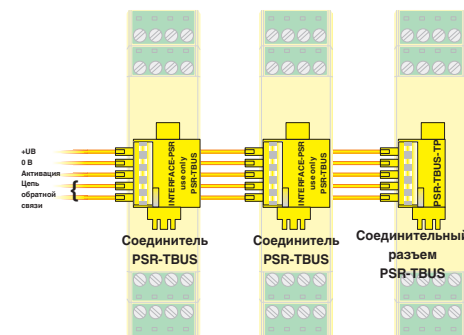 +UB
0 В
Активация
Цепь
обратной
связи
{
INTERFACE-PSR
use only
PSR-TBUS
INTERFACE-PSR
use only
PSR-TBUS
PSR-TBUS-TP
Соединитель
PSR-TBUS
Соединитель
PSR-TBUS
Соединительный
разъем
PSR-TBUS